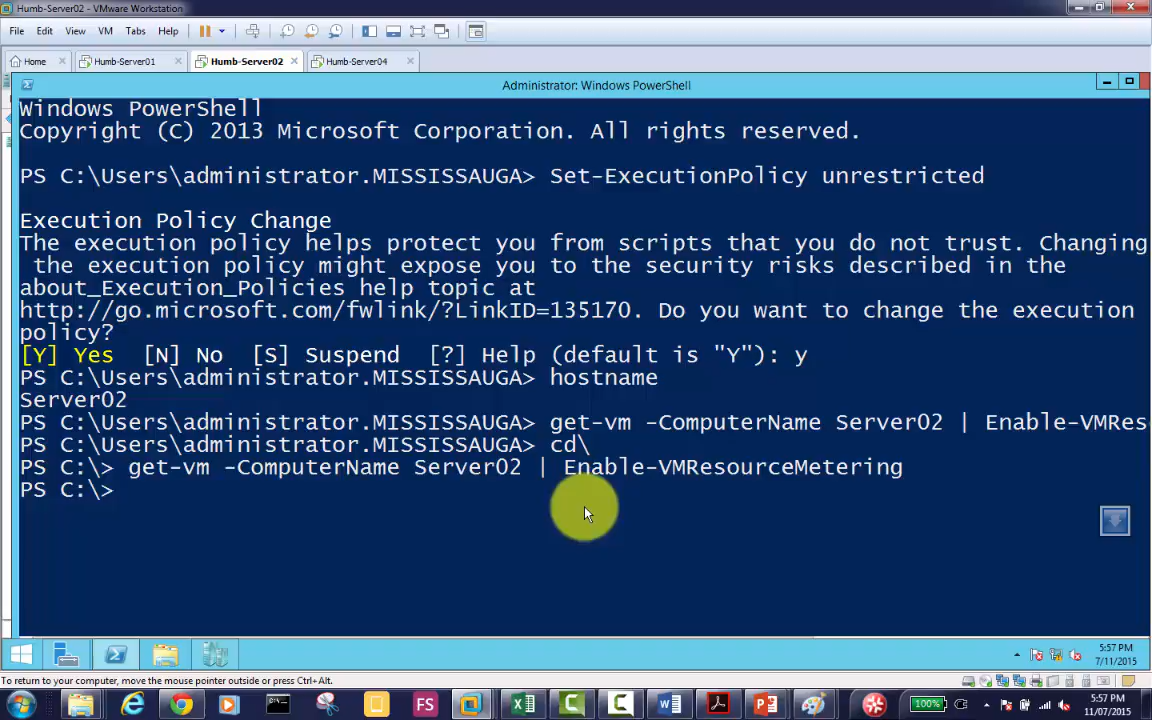 Humb-Server02 - VMware Workstation
File Edit View VM Tabs Help
Home Humb-Server01 Humb-Server02 Humb-Server04
Administrator: Windows PowerShell
Windows PowerShell
Copyright (C) 2013 Microsoft Corporation. All rights reserved.
PS C:\Users\administrator.MISSISSAUGA> Set-ExecutionPolicy unrestricted
Execution Policy Change
The execution policy helps protect you from scripts that you do not trust. Changing
the execution policy might expose you to the security risks described in the
about_Execution_Policies help topic at
http://go.microsoft.com/fwlink/?LinkID=135170. Do you want to change the execution
policy?
[Y] Yes [N] No [S] Suspend [?] Help (default is "Y"): y
PS C:\Users\administrator.MISSISSAUGA> hostname
Server02
PS C:\Users\administrator.MISSISSAUGA> get-vm -ComputerName Server02 | Enable-VMRes
PS C:\Users\administrator.MISSISSAUGA> cd\
PS C:\> get-vm -ComputerName Server02 | Enable-VMResourceMetering
PS C:\>
5:57 PM
7/11/2015
To return to your computer, move the mouse pointer outside or press Ctrl+Alt.
FS
100%
5:57 PM
11/07/2015